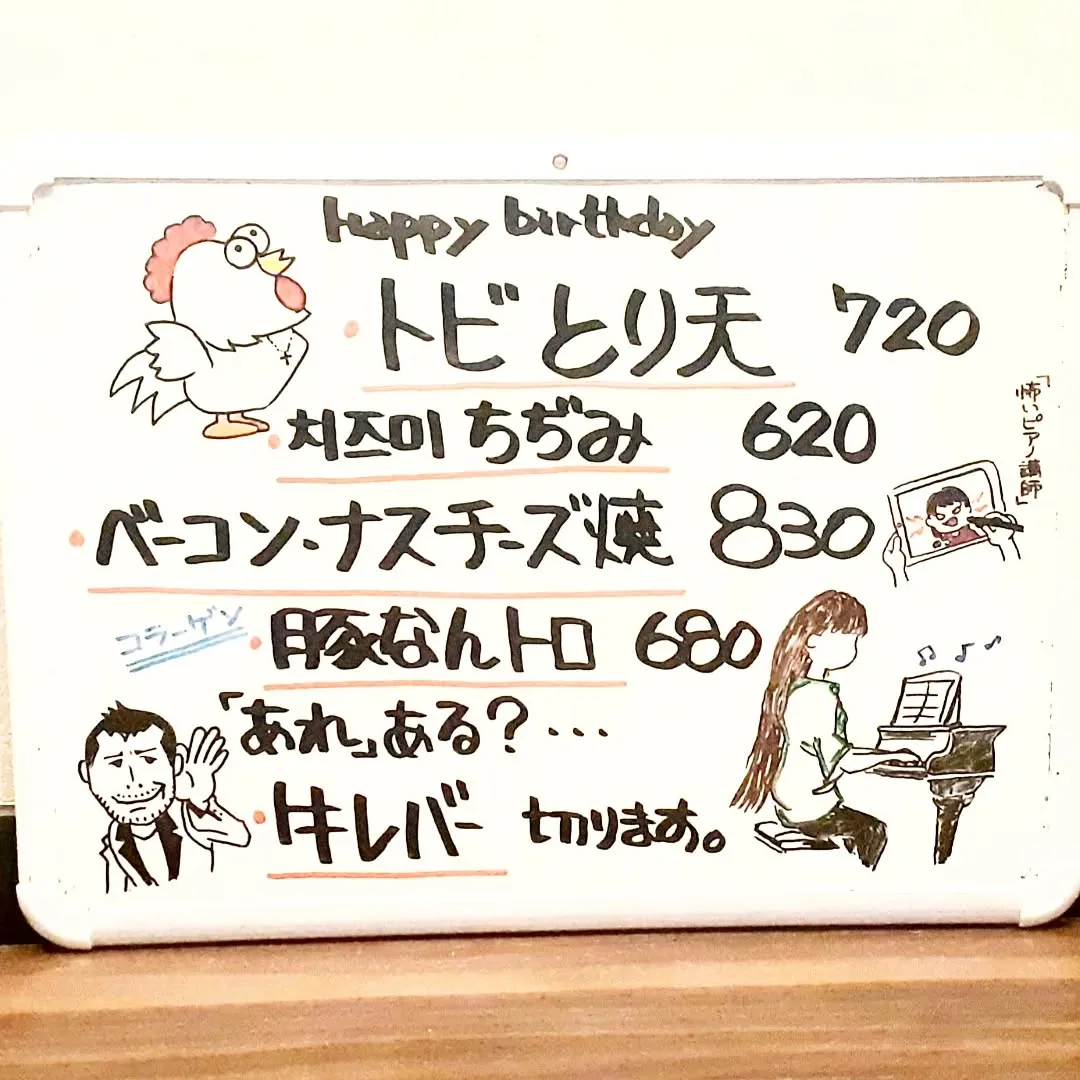 Happy birthday
トビとり天 720
치즈미 ちぢみ 620
「怖いピアノ講師」
ベーコン・ナスチーズ焼 830
コラーゲン
豚なんトロ 680
「あれ」ある?...
牛レバー 切ります。